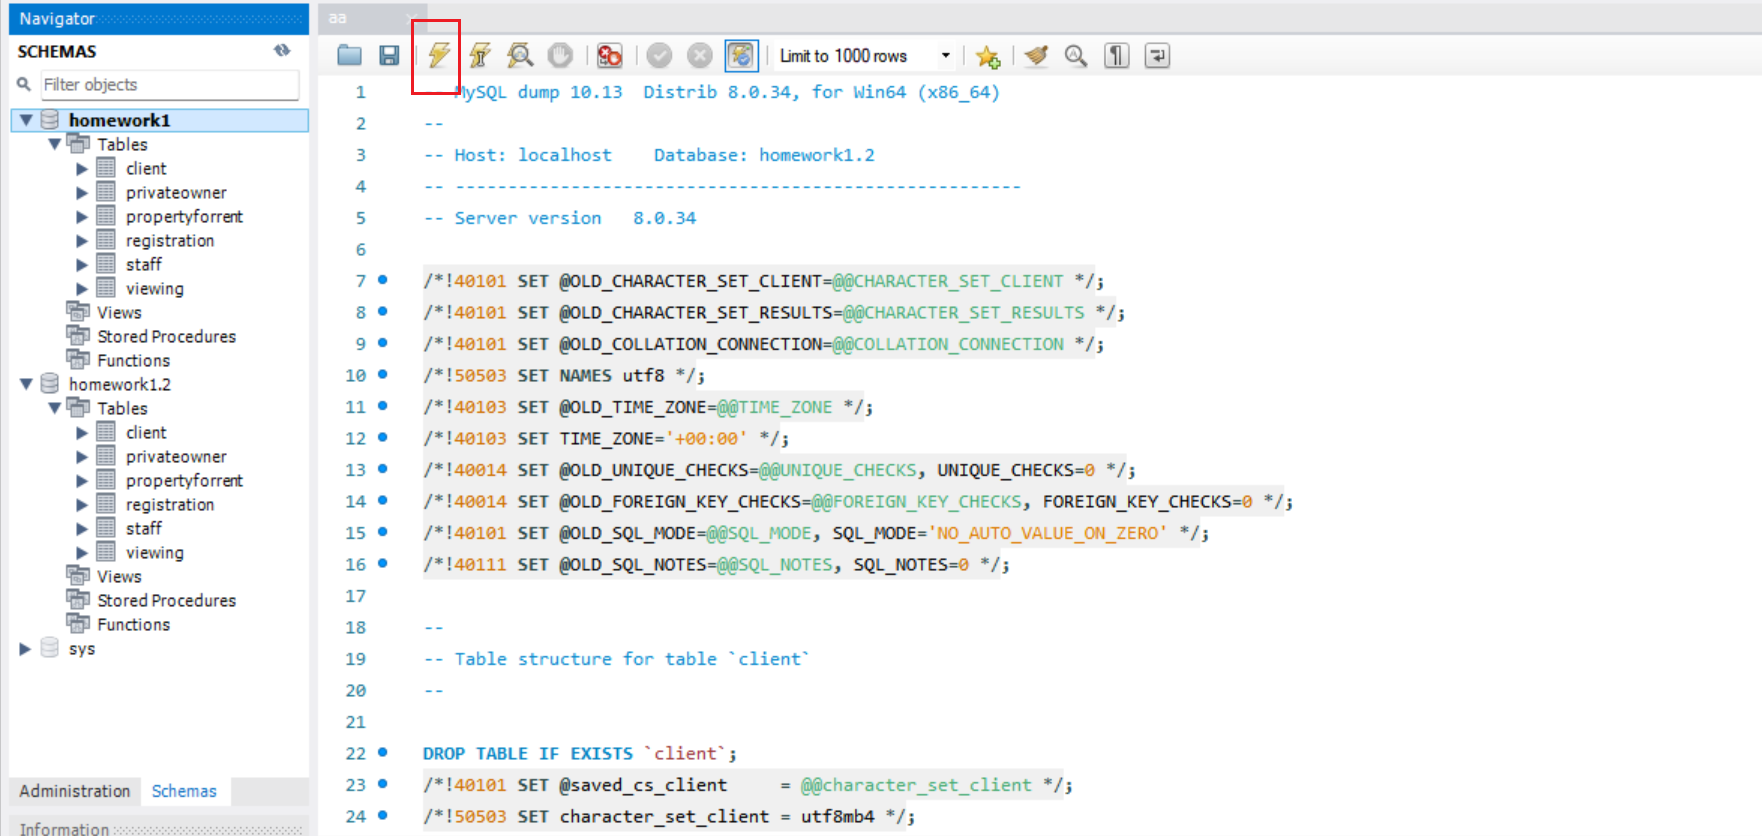 Navigator
SCHEMAS
Filter objects
homework1
Tables
client
privateowner
propertyforrent
registration
staff
viewing
Views
Stored Procedures
Functions
homework1.2
Tables
client
privateowner
propertyforrent
registration
staff
viewing
Views
Stored Procedures
Functions
sys
Administration Schemas
Information
aa
Limit to 1000 rows
1 -- MySQL dump 10.13  Distrib 8.0.34, for Win64 (x86_64)
2 --
3 -- Host: localhost    Database: homework1.2
4 -- ------------------------------------------------------
5 -- Server version   8.0.34
6
7 /*!40101 SET @OLD_CHARACTER_SET_CLIENT=@@CHARACTER_SET_CLIENT */;
8 /*!40101 SET @OLD_CHARACTER_SET_RESULTS=@@CHARACTER_SET_RESULTS */;
9 /*!40101 SET @OLD_COLLATION_CONNECTION=@@COLLATION_CONNECTION */;
10 /*!50503 SET NAMES utf8 */;
11 /*!40103 SET @OLD_TIME_ZONE=@@TIME_ZONE */;
12 /*!40103 SET TIME_ZONE='+00:00' */;
13 /*!40014 SET @OLD_UNIQUE_CHECKS=@@UNIQUE_CHECKS, UNIQUE_CHECKS=0 */;
14 /*!40014 SET @OLD_FOREIGN_KEY_CHECKS=@@FOREIGN_KEY_CHECKS, FOREIGN_KEY_CHECKS=0 */;
15 /*!40101 SET @OLD_SQL_MODE=@@SQL_MODE, SQL_MODE='NO_AUTO_VALUE_ON_ZERO' */;
16 /*!40111 SET @OLD_SQL_NOTES=@@SQL_NOTES, SQL_NOTES=0 */;
17
18 --
19 -- Table structure for table `client`
20 --
21
22 DROP TABLE IF EXISTS `client`;
23 /*!40101 SET @saved_cs_client     = @@character_set_client */;
24 /*!50503 SET character_set_client = utf8mb4 */;